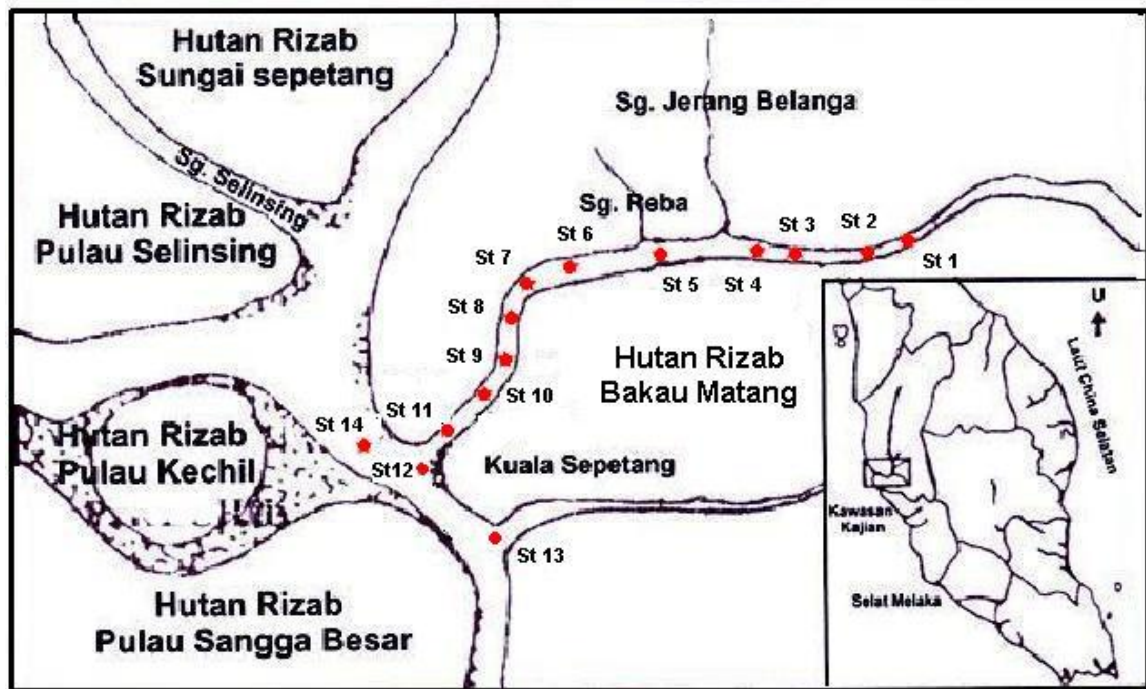 Hutan Rizab
Sungai sepetang
Sg. Jerang Belanga
Sg. Selinsing
Hutan Rizab
Pulau Selinsing
Sg. Reba
St 7
St 6
St 3
St 2
St 1
St 5
St 4
St 8
St 9
St 10
Hutan Rizab
Bakau Matang
St 11
St 14
St12
Kuala Sepetang
St 13
Hutan Rizab
Pulau Kechil
Hutan Rizab
Pulau Sangga Besar
U
Laut China Selatan
Kawasan
Kajian
Selat Melaka